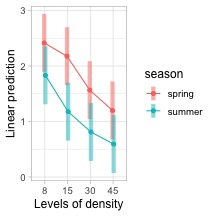 3
2
1
0
Linear prediction
8 15 30 45
Levels of density
season
spring
summer